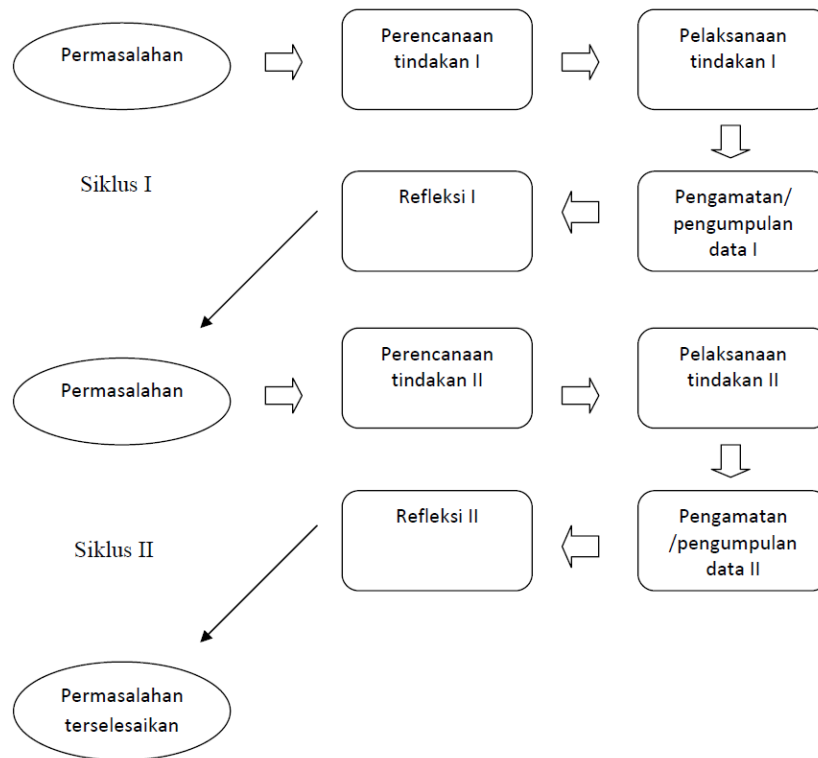 Permasalahan
Perencanaan
tindakan I
Pelaksanaan
tindakan I
Siklus I
Refleksi I
Pengamatan/
pengumpulan
data I
Permasalahan
Perencanaan
tindakan II
Pelaksanaan
tindakan II
Siklus II
Refleksi II
Pengamatan
/pengumpulan
data II
Permasalahan
terselesaikan